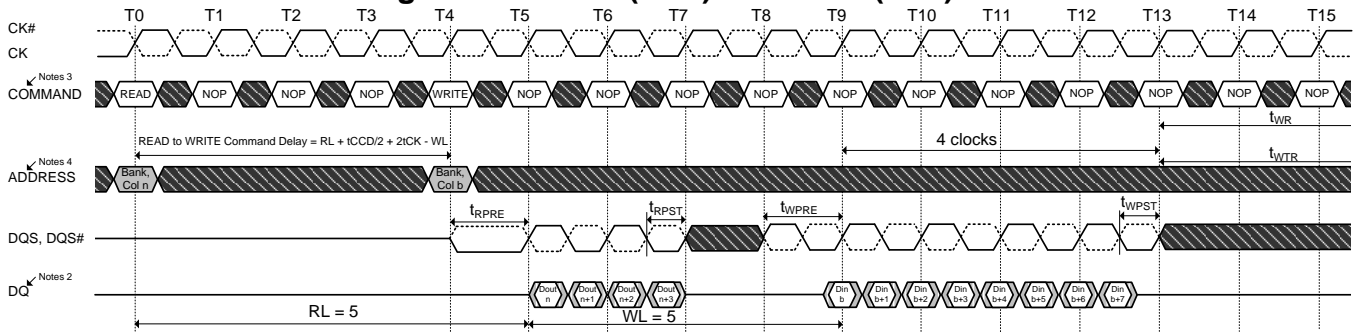 T0 T1 T2 T3 T4 T5 T6 T7 T8 T9 T10 T11 T12 T13 T14 T15
CK#
CK
Notes 3
COMMAND READ NOP NOP NOP WRITE NOP NOP NOP NOP NOP NOP NOP NOP NOP NOP NOP
READ to WRITE Command Delay = RL + tCCD/2 + 2tCK - WL
4 clocks
tWR
tWTR
Notes 4
ADDRESS
Bank, Col n
Bank, Col b
tRPRE tRPST tWPRE tWPST
DQS, DQS#
Notes 2
DQ
Dout n Dout n+1 Dout n+2 Dout n+3 Din b Din b+1 Din b+2 Din b+3 Din b+4 Din b+5 Din b+6 Din b+7
RL = 5 WL = 5